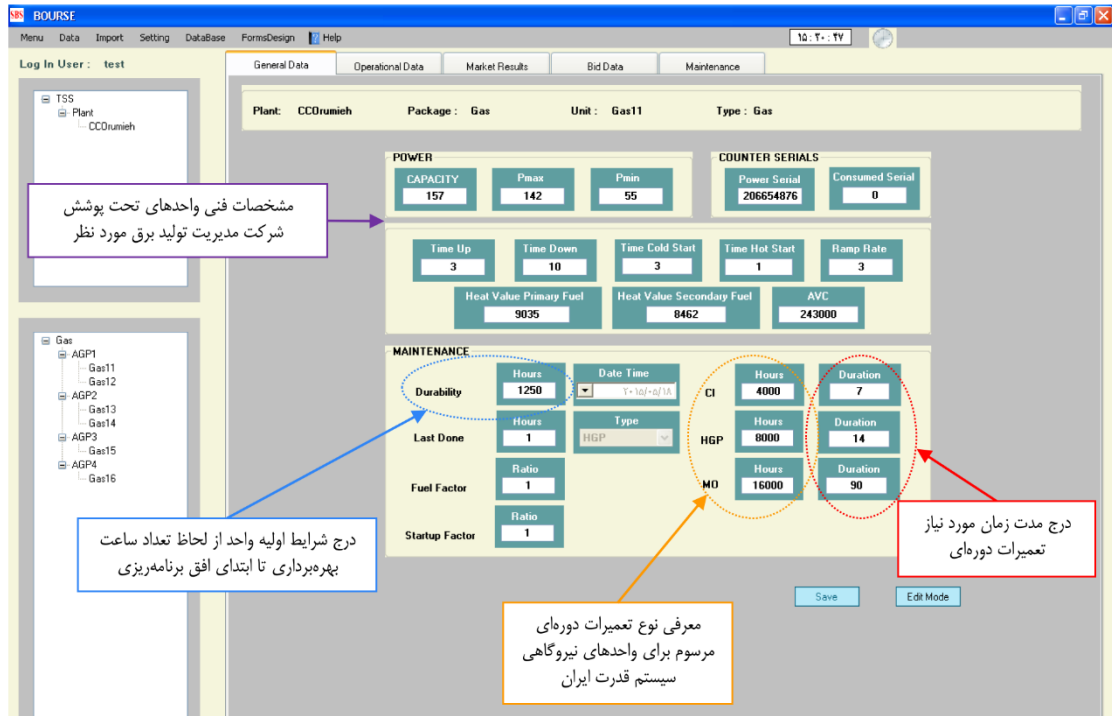 SBS BOURSE
Menu Data Import Setting DataBase FormsDesign Help ۱۵:۳۰:۴۷
Log In User : test
General Data Operational Data Market Results Bid Data Maintenance
TSS
Plant
CCOrumieh
Plant: CCOrumieh Package : Gas Unit : Gas11 Type : Gas
POWER
CAPACITY Pmax Pmin
157 142 55
COUNTER SERIALS
Power Serial Consumed Serial
206654876 0
مشخصات فنی واحدهای تحت پوشش
شرکت مدیریت تولید برق مورد نظر
Time Up Time Down Time Cold Start Time Hot Start Ramp Rate
3 10 3 1 3
Heat Value Primary Fuel Heat Value Secondary Fuel AVC
9035 8462 243000
Gas
AGP1
Gas11
Gas12
AGP2
Gas13
Gas14
AGP3
Gas15
AGP4
Gas16
MAINTENANCE
Hours Date Time Hours Duration
Durability 1250 ۲۰۱۵/۰۵/۱۸ CI 4000 7
Hours Type Hours Duration
Last Done 1 HGP HGP 8000 14
Ratio Hours Duration
Fuel Factor 1 MO 16000 90
Ratio
Startup Factor 1
درج شرایط اولیه واحد از لحاظ تعداد ساعت
بهره‌برداری تا ابتدای افق برنامه‌ریزی
درج مدت زمان مورد نیاز
تعمیرات دوره‌ای
Save Edit Mode
معرفی نوع تعمیرات دوره‌ای
مرسوم برای واحدهای نیروگاهی
سیستم قدرت ایران